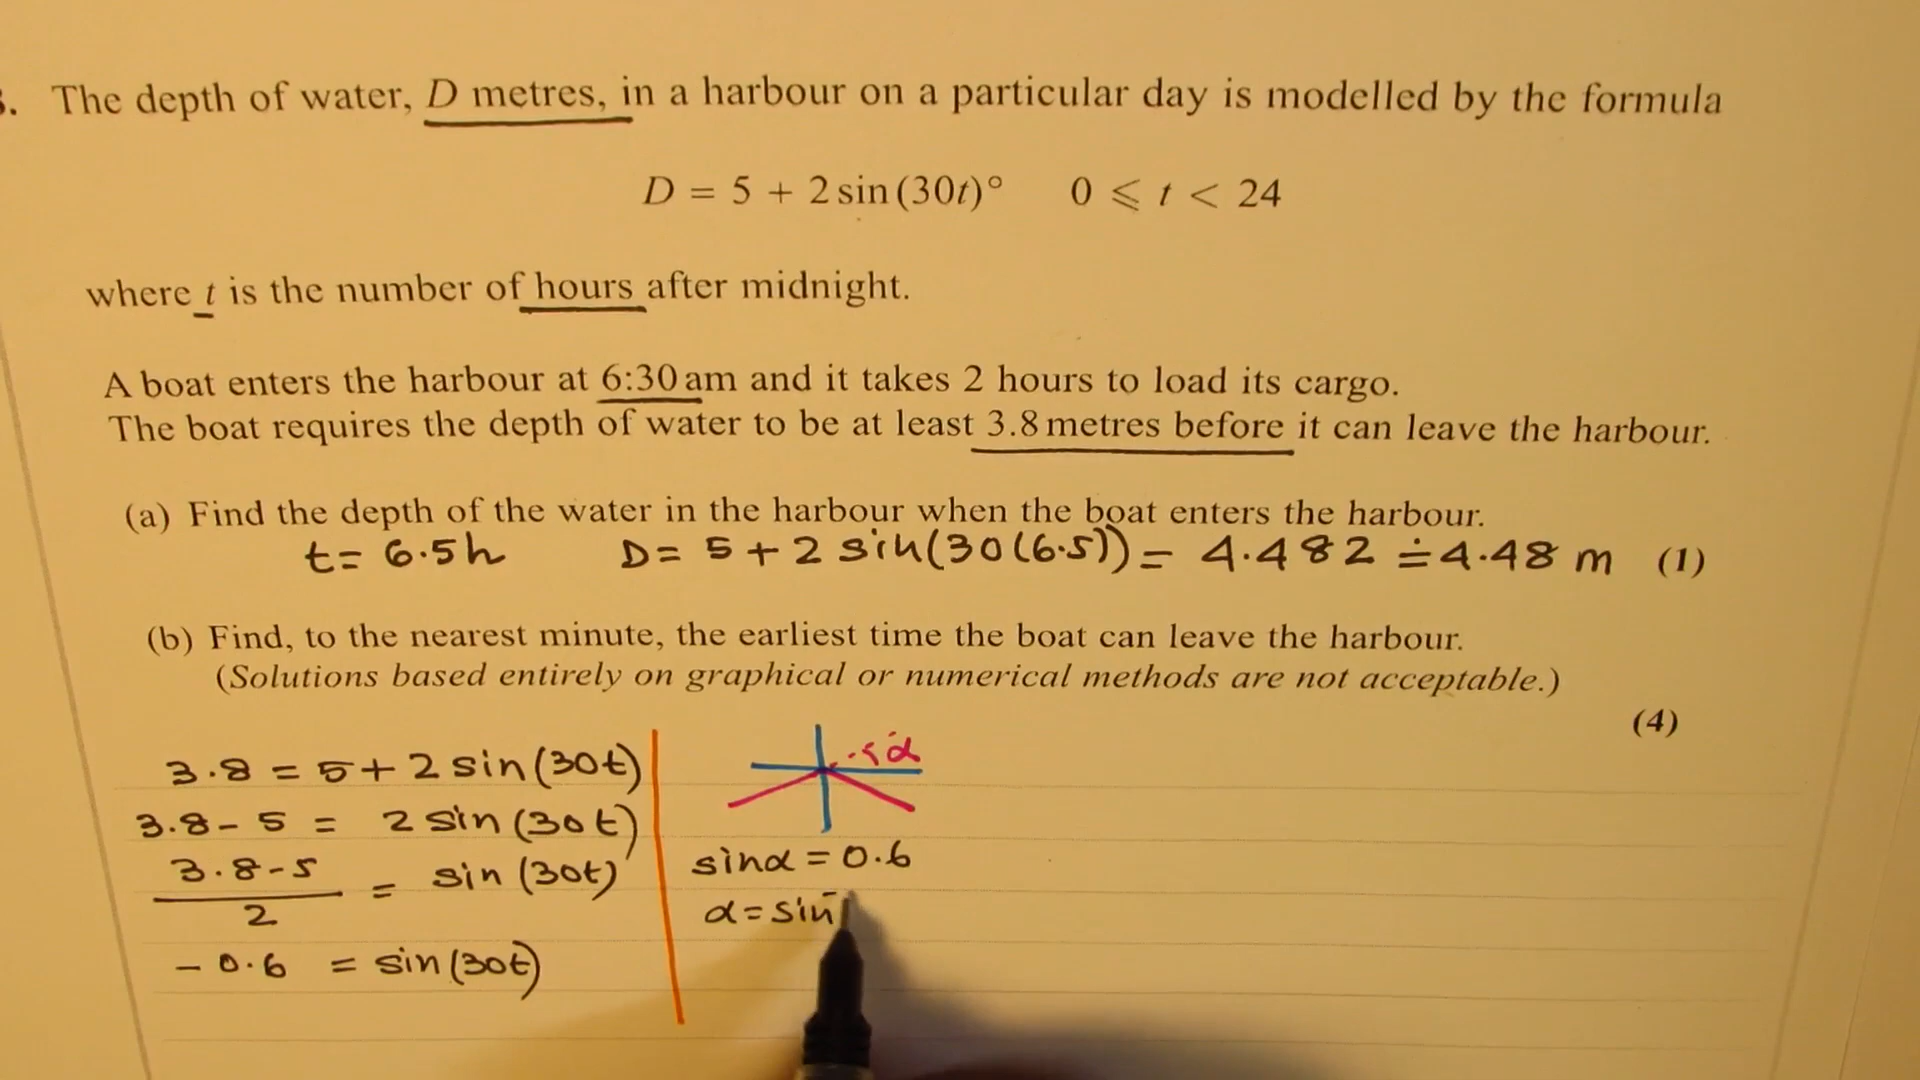 3. The depth of water, D metres, in a harbour on a particular day is modelled by the formula
D = 5 + 2 sin (30t)° 0 ⩽ t < 24
where t is the number of hours after midnight.
A boat enters the harbour at 6:30 am and it takes 2 hours to load its cargo.
The boat requires the depth of water to be at least 3.8 metres before it can leave the harbour.
(a) Find the depth of the water in the harbour when the boat enters the harbour.
t = 6.5h D = 5 + 2 sin(30(6.5)) = 4.482 ≐ 4.48 m (1)
(b) Find, to the nearest minute, the earliest time the boat can leave the harbour.
(Solutions based entirely on graphical or numerical methods are not acceptable.)
(4)
3.8 = 5 + 2 sin(30t)
3.8 - 5 = 2 sin (30t)
3.8 - 5 / 2 = sin (30t)
- 0.6 = sin (30t)
α
sinα = 0.6
α = sin⁻